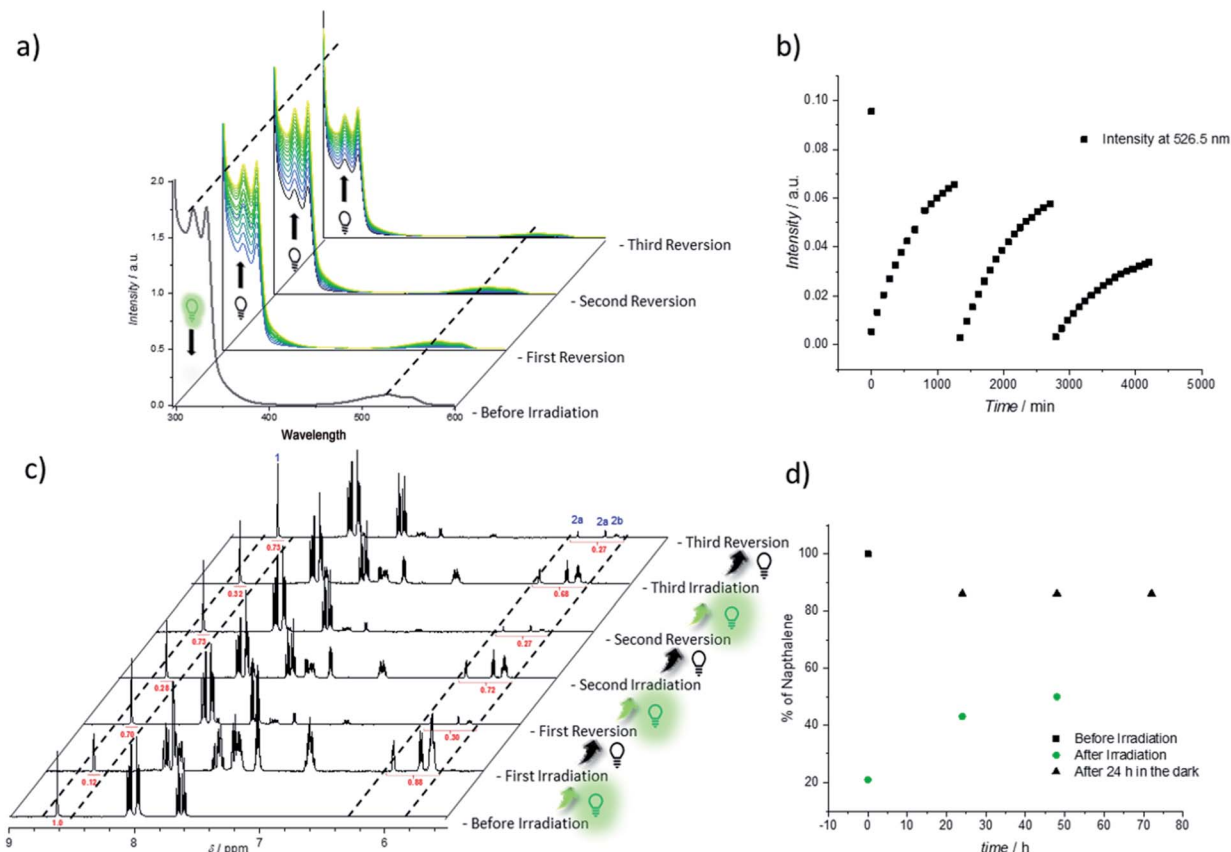 a)
2.0
1.5
1.0
0.5
0.0
Intensity / a.u.
300
400
500
600
Wavelength
- Third Reversion
- Second Reversion
- First Reversion
- Before Irradiation
b)
0.10
0.08
0.06
0.04
0.02
0.00
Intensity / a.u.
Intensity at 526.5 nm
0
1000
2000
3000
4000
5000
Time / min
c)
1
2a
2a
2b
0.73
0.27
- Third Reversion
0.32
0.68
- Third Irradiation
0.73
0.27
- Second Reversion
0.28
0.72
- Second Irradiation
0.70
0.30
- First Reversion
0.12
0.88
- First Irradiation
1.0
- Before Irradiation
9
8
7
6
δ / ppm
d)
100
80
60
40
20
% of Napthalene
Before Irradiation
After Irradiation
After 24 h in the dark
-10
0
10
20
30
40
50
60
70
80
time / h